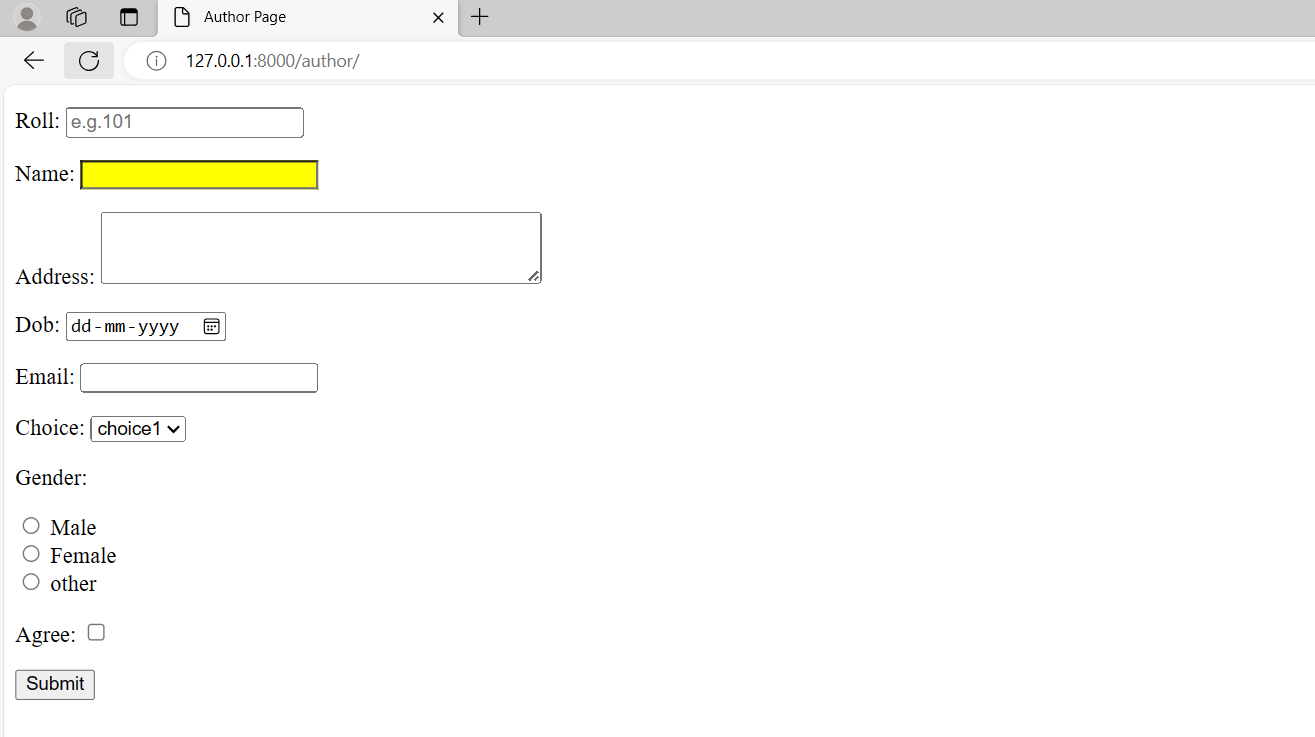 Author Page
127.0.0.1:8000/author/
Roll: e.g.101
Name:
Address:
Dob: dd-mm-yyyy
Email:
Choice: choice1
Gender:
Male
Female
other
Agree:
Submit